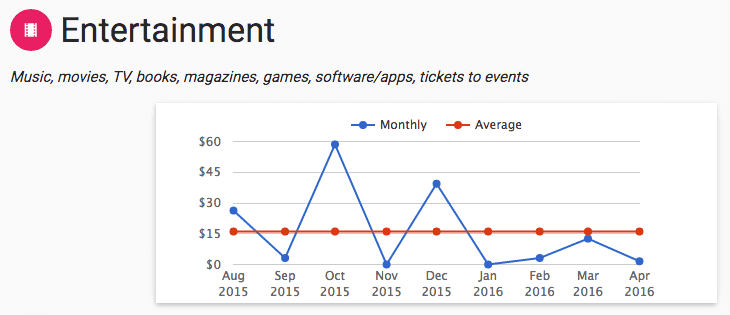 Entertainment
Music, movies, TV, books, magazines, games, software/apps, tickets to events
Monthly Average
$60
$45
$30
$15
$0
Aug Sep Oct Nov Dec Jan Feb Mar Apr
2015 2015 2015 2015 2015 2016 2016 2016 2016